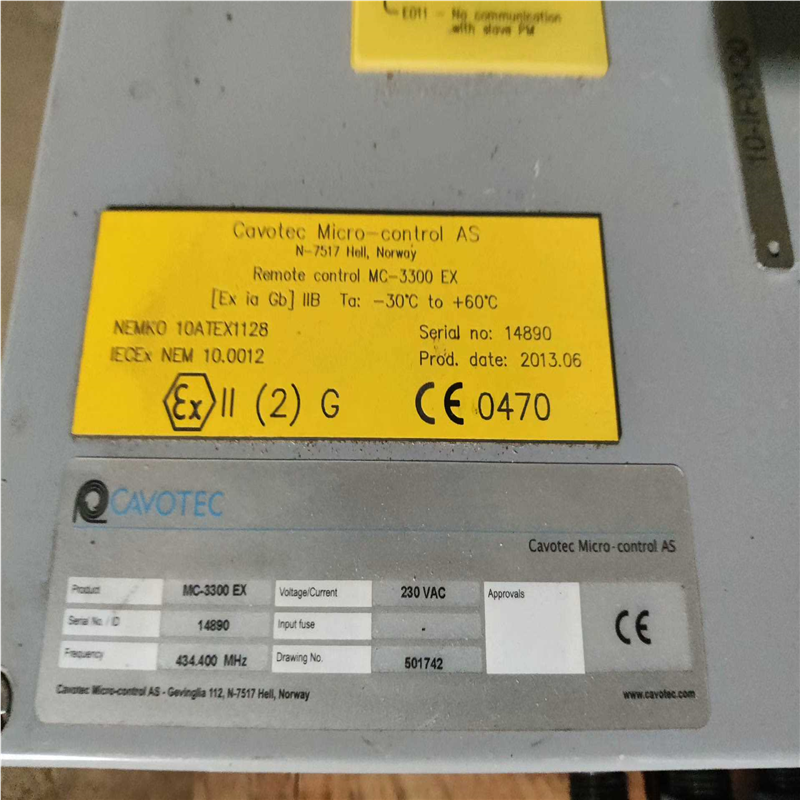 E011 - No communication
with slave PM
10-IFD100
Cavotec Micro-control AS
N-7517 Hell, Norway
Remote control MC-3300 EX
[Ex ia Gb] IIB Ta: -30°C to +60°C
NEMKO 10ATEX1128
Serial no: 14890
IECEx NEM 10.0012
Prod. date: 2013.06
Ex II (2) G CE 0470
CAVOTEC
Cavotec Micro-control AS
Product MC-3300 EX Voltage/Current 230 VAC Approvals
Serial No. / ID 14890 Input fuse - CE
Frequency 434.400 MHz Drawing No. 501742
Cavotec Micro-control AS - Gevinglia 112, N-7517 Hell, Norway www.cavotec.com